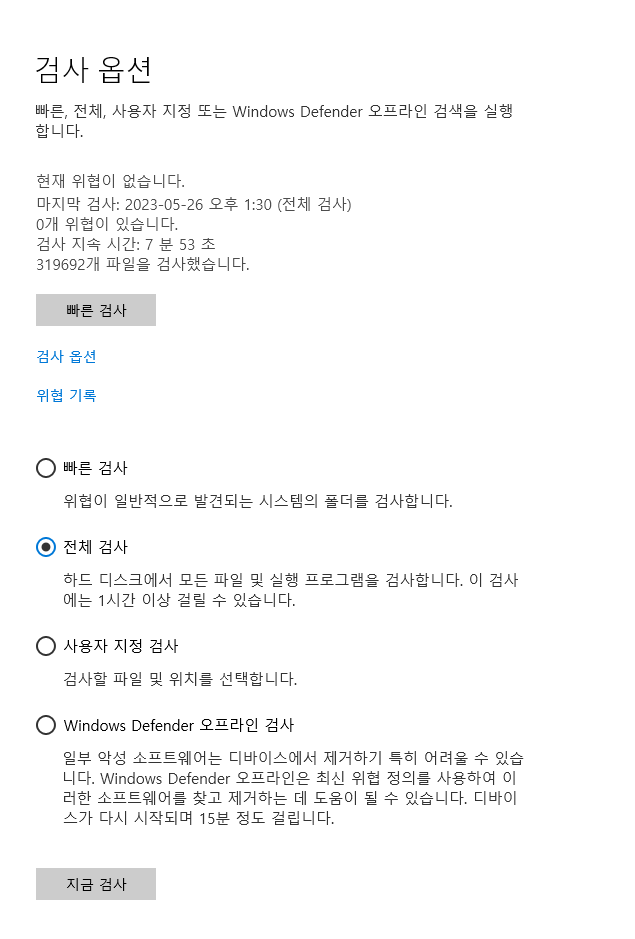 검사 옵션
빠른, 전체, 사용자 지정 또는 Windows Defender 오프라인 검색을 실행
합니다.
현재 위협이 없습니다.
마지막 검사: 2023-05-26 오후 1:30 (전체 검사)
0개 위협이 있습니다.
검사 지속 시간: 7 분 53 초
319692개 파일을 검사했습니다.
빠른 검사
검사 옵션
위협 기록
빠른 검사
위협이 일반적으로 발견되는 시스템의 폴더를 검사합니다.
전체 검사
하드 디스크에서 모든 파일 및 실행 프로그램을 검사합니다. 이 검사
에는 1시간 이상 걸릴 수 있습니다.
사용자 지정 검사
검사할 파일 및 위치를 선택합니다.
Windows Defender 오프라인 검사
일부 악성 소프트웨어는 디바이스에서 제거하기 특히 어려울 수 있습
니다. Windows Defender 오프라인은 최신 위협 정의를 사용하여 이
러한 소프트웨어를 찾고 제거하는 데 도움이 될 수 있습니다. 디바이
스가 다시 시작되며 15분 정도 걸립니다.
지금 검사